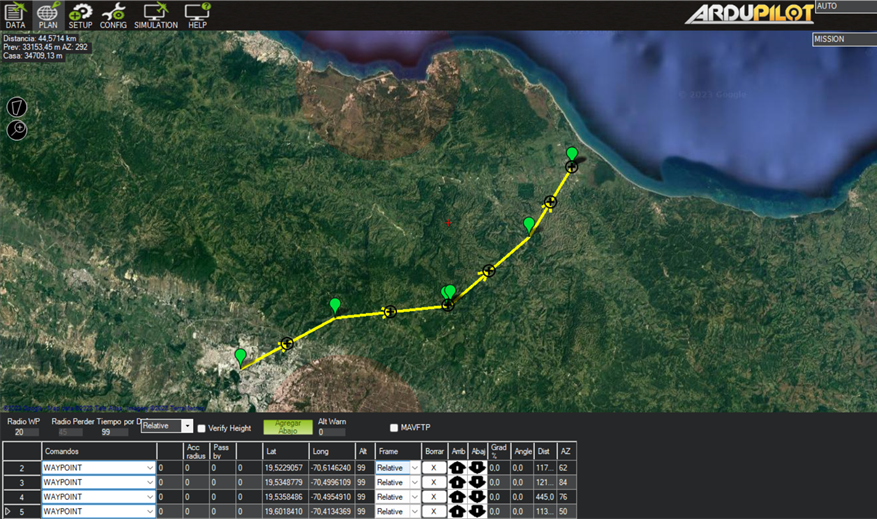 DATA PLAN SETUP CONFIG SIMULATION HELP
ARDUPILOT
AUTO
Distancia: 44,5714 km
Prev: 33153,45 m AZ: 292
Casa: 34709,13 m
MISSION
Radio WP Radio Perder Tiempo por D
20 45 99 Relative Verify Height Agregar Abaio Alt Warn 0 MAVFTP
Comandos Acc radius Pass by Lat Long Alt Frame Borrar Arrib Abaj Grad % Angle Dist AZ
2 WAYPOINT 0 0 0 0 19,5229057 -70,6146240 99 Relative X 0,0 0,0 117... 62
3 WAYPOINT 0 0 0 0 19,5348779 -70,4996109 99 Relative X 0,0 0,0 121... 84
4 WAYPOINT 0 0 0 0 19,5358486 -70,4954910 99 Relative X 0,0 0,0 445.0 76
5 WAYPOINT 0 0 0 0 19,6018410 -70,4134369 99 Relative X 0,0 0,0 113... 50